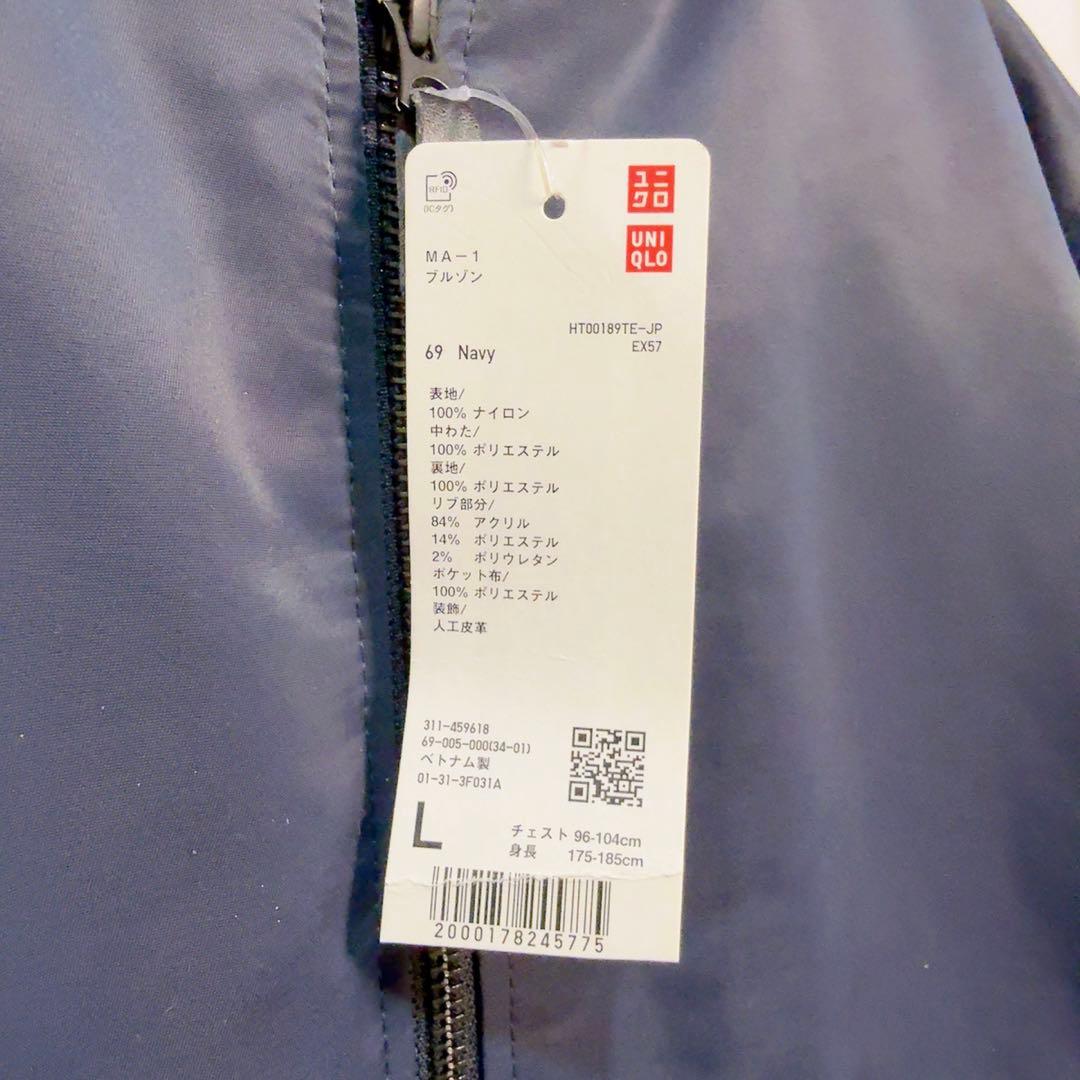 RFID
(ICタグ)
ユニ
クロ
UNI
QLO
MA-1
ブルゾン
HT00189TE-JP
EX57
69 Navy
表地/
100% ナイロン
中わた/
100% ポリエステル
裏地/
100% ポリエステル
リブ部分/
84% アクリル
14% ポリエステル
2% ポリウレタン
ポケット布/
100% ポリエステル
装飾/
人工皮革
311-459618
69-005-000(34-01)
ベトナム製
01-31-3F031A
L
チェスト 96-104cm
身長 175-185cm
2000178245775